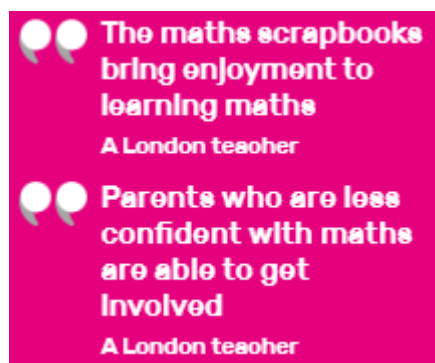 The maths scrapbooks
bring enjoyment to
learning maths
A London teacher
Parents who are less
confident with maths
are able to get
involved
A London teacher